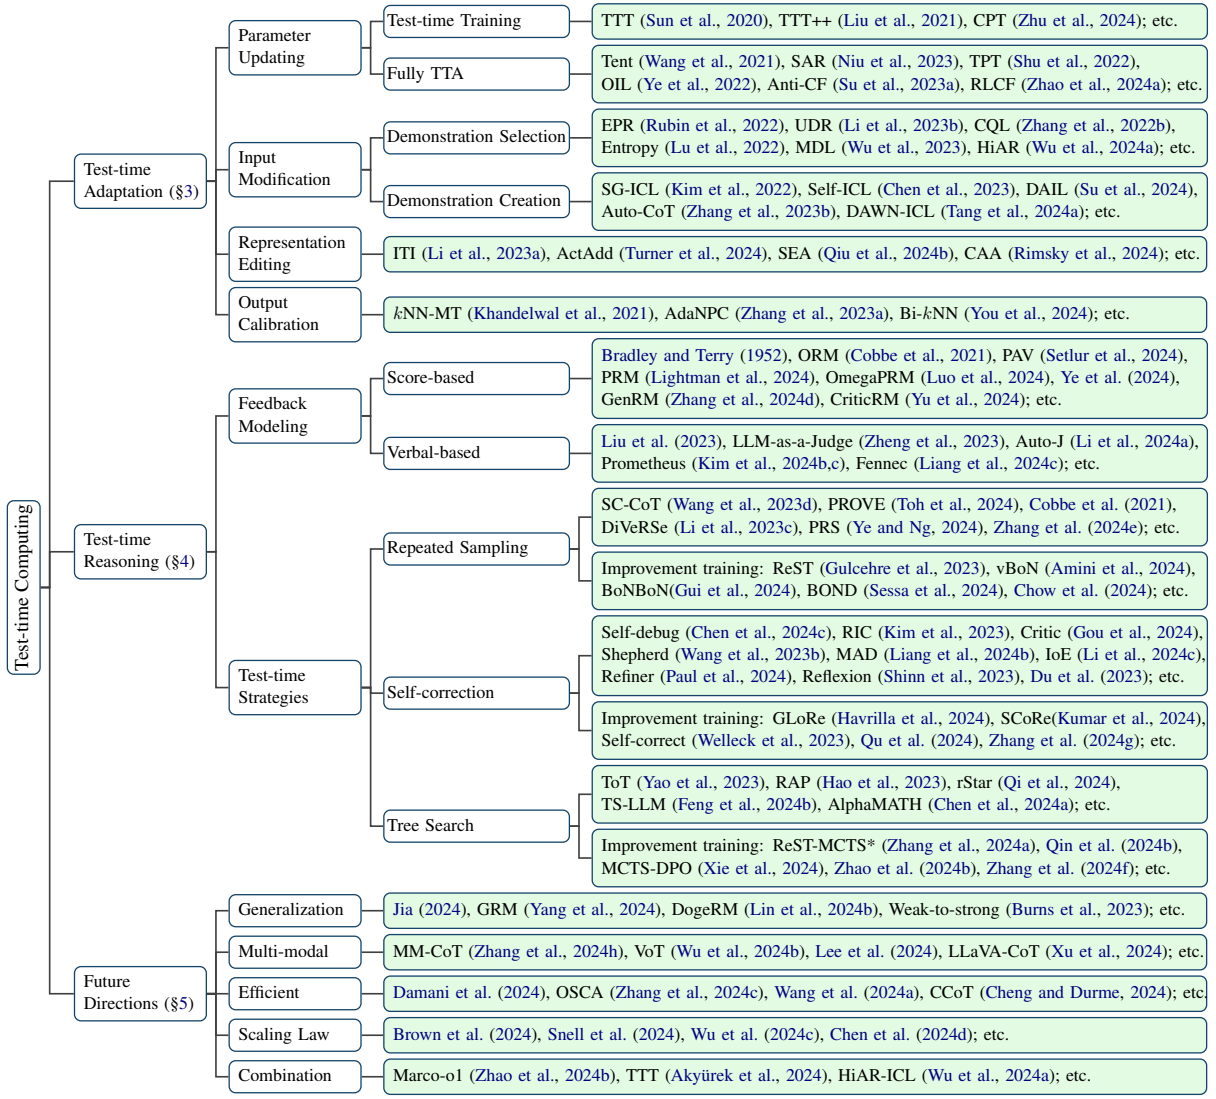 Test-time Computing
Test-time
Adaptation (§3)
Parameter
Updating
Test-time Training
TTT (Sun et al., 2020), TTT++ (Liu et al., 2021), CPT (Zhu et al., 2024); etc.
Fully TTA
Tent (Wang et al., 2021), SAR (Niu et al., 2023), TPT (Shu et al., 2022),
OIL (Ye et al., 2022), Anti-CF (Su et al., 2023a), RLCF (Zhao et al., 2024a); etc.
Input
Modification
Demonstration Selection
EPR (Rubin et al., 2022), UDR (Li et al., 2023b), CQL (Zhang et al., 2022b),
Entropy (Lu et al., 2022), MDL (Wu et al., 2023), HiAR (Wu et al., 2024a); etc.
Demonstration Creation
SG-ICL (Kim et al., 2022), Self-ICL (Chen et al., 2023), DAIL (Su et al., 2024),
Auto-CoT (Zhang et al., 2023b), DAWN-ICL (Tang et al., 2024a); etc.
Representation
Editing
ITI (Li et al., 2023a), ActAdd (Turner et al., 2024), SEA (Qiu et al., 2024b), CAA (Rimsky et al., 2024); etc.
Output
Calibration
kNN-MT (Khandelwal et al., 2021), AdaNPC (Zhang et al., 2023a), Bi-kNN (You et al., 2024); etc.
Test-time
Reasoning (§4)
Feedback
Modeling
Score-based
Bradley and Terry (1952), ORM (Cobbe et al., 2021), PAV (Setlur et al., 2024),
PRM (Lightman et al., 2024), OmegaPRM (Luo et al., 2024), Ye et al. (2024),
GenRM (Zhang et al., 2024d), CriticRM (Yu et al., 2024); etc.
Verbal-based
Liu et al. (2023), LLM-as-a-Judge (Zheng et al., 2023), Auto-J (Li et al., 2024a),
Prometheus (Kim et al., 2024b,c), Fennec (Liang et al., 2024c); etc.
Test-time
Strategies
Repeated Sampling
SC-CoT (Wang et al., 2023d), PROVE (Toh et al., 2024), Cobbe et al. (2021),
DiVeRSe (Li et al., 2023c), PRS (Ye and Ng, 2024), Zhang et al. (2024e); etc.
Improvement training: ReST (Gulcehre et al., 2023), vBoN (Amini et al., 2024),
BoNBoN(Gui et al., 2024), BOND (Sessa et al., 2024), Chow et al. (2024); etc.
Self-correction
Self-debug (Chen et al., 2024c), RIC (Kim et al., 2023), Critic (Gou et al., 2024),
Shepherd (Wang et al., 2023b), MAD (Liang et al., 2024b), IoE (Li et al., 2024c),
Refiner (Paul et al., 2024), Reflexion (Shinn et al., 2023), Du et al. (2023); etc.
Improvement training: GLoRe (Havrilla et al., 2024), SCoRe(Kumar et al., 2024),
Self-correct (Welleck et al., 2023), Qu et al. (2024), Zhang et al. (2024g); etc.
Tree Search
ToT (Yao et al., 2023), RAP (Hao et al., 2023), rStar (Qi et al., 2024),
TS-LLM (Feng et al., 2024b), AlphaMATH (Chen et al., 2024a); etc.
Improvement training: ReST-MCTS* (Zhang et al., 2024a), Qin et al. (2024b),
MCTS-DPO (Xie et al., 2024), Zhao et al. (2024b), Zhang et al. (2024f); etc.
Future
Directions (§5)
Generalization
Jia (2024), GRM (Yang et al., 2024), DogeRM (Lin et al., 2024b), Weak-to-strong (Burns et al., 2023); etc.
Multi-modal
MM-CoT (Zhang et al., 2024h), VoT (Wu et al., 2024b), Lee et al. (2024), LLaVA-CoT (Xu et al., 2024); etc.
Efficient
Damani et al. (2024), OSCA (Zhang et al., 2024c), Wang et al. (2024a), CCoT (Cheng and Durme, 2024); etc.
Scaling Law
Brown et al. (2024), Snell et al. (2024), Wu et al. (2024c), Chen et al. (2024d); etc.
Combination
Marco-o1 (Zhao et al., 2024b), TTT (Akyürek et al., 2024), HiAR-ICL (Wu et al., 2024a); etc.